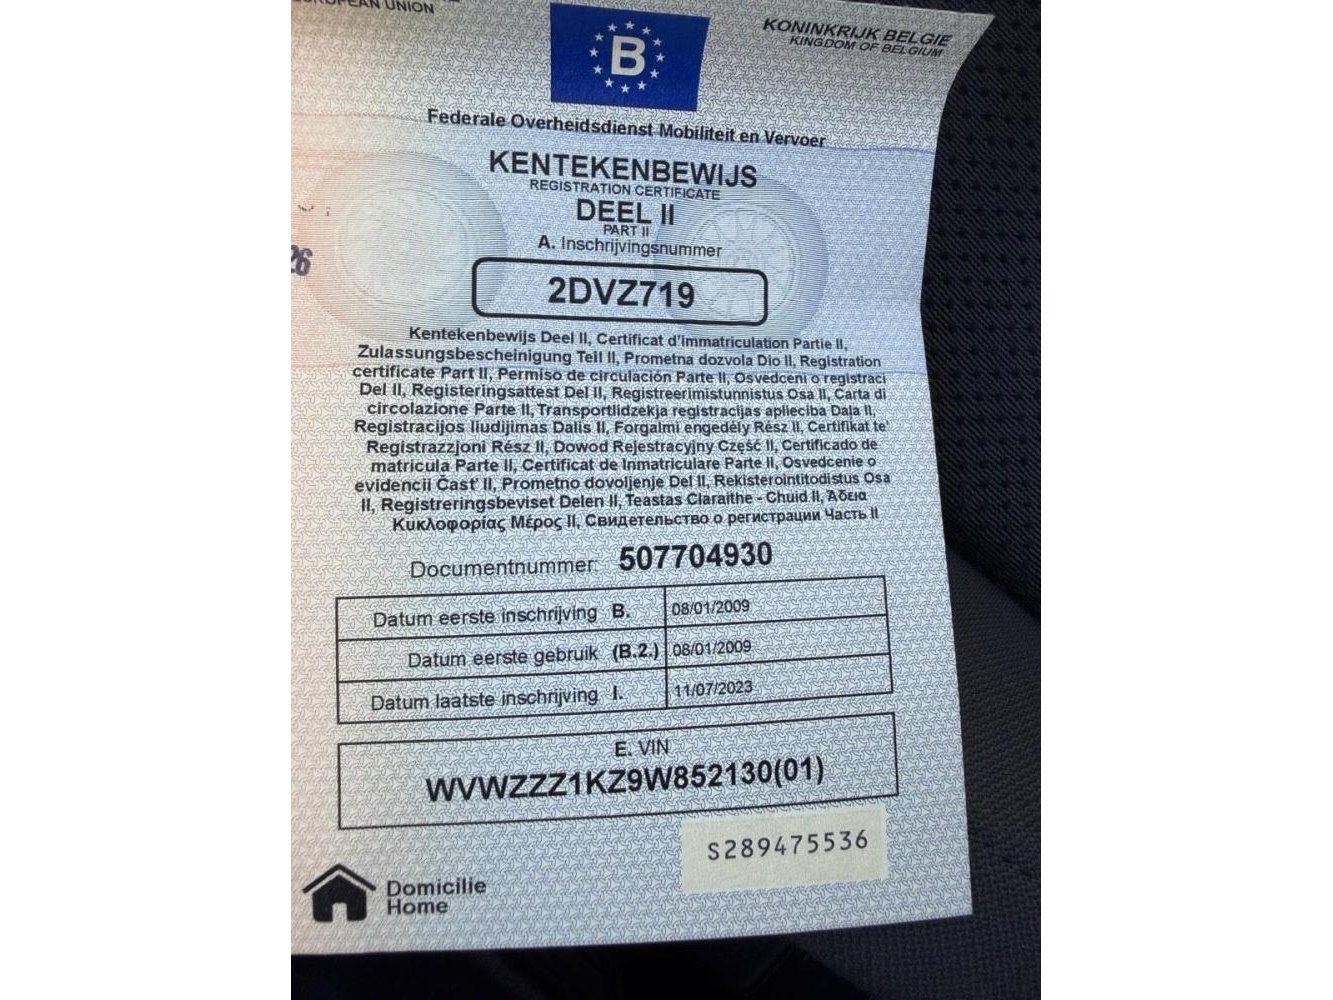 EUROPEAN UNION
KONINKRIJK BELGIE
KINGDOM OF BELGIUM
B
Federale Overheidsdienst Mobiliteit en Vervoer
KENTEKENBEWIJS
REGISTRATION CERTIFICATE
DEEL II
PART II
A. Inschrijvingsnummer
26
2DVZ719
Kentekenbewijs Deel II, Certificat d'immatriculation Partie II,
Zulassungsbescheinigung Teil II, Prometna dozvola Dio II, Registration
certificate Part II, Permiso de circulación Parte II, Osvedceni o registraci
Del II, Registeringsattest Del II, Registreerimistunnistus Osa II, Carta di
circolazione Parte II, Transportlidzekja registracijas aplieciba Daļa II,
Registracijos liudijimas Dalis II, Forgalmi engedély Rész II, Certifikat te'
Registrazzjoni Rész II, Dowod Rejestracyjny Część II, Certificado de
matricula Parte II, Certificat de Inmatriculare Parte II, Osvedcenie o
evidencii Čast' II, Prometno dovoljenje Del II, Rekisterointitodistus Osa
II, Registreringsbeviset Delen II, Teastas Claraithe - Chuid II, Άδεια
Κυκλοφορίας Μέρος II, Свидетельство о регистрации Часть II
Documentnummer: 507704930
Datum eerste inschrijving B. 08/01/2009
Datum eerste gebruik (B.2.) 08/01/2009
Datum laatste inschrijving I. 11/07/2023
E. VIN
WVWZZZ1KZ9W852130(01)
S289475536
Domicilie
Home